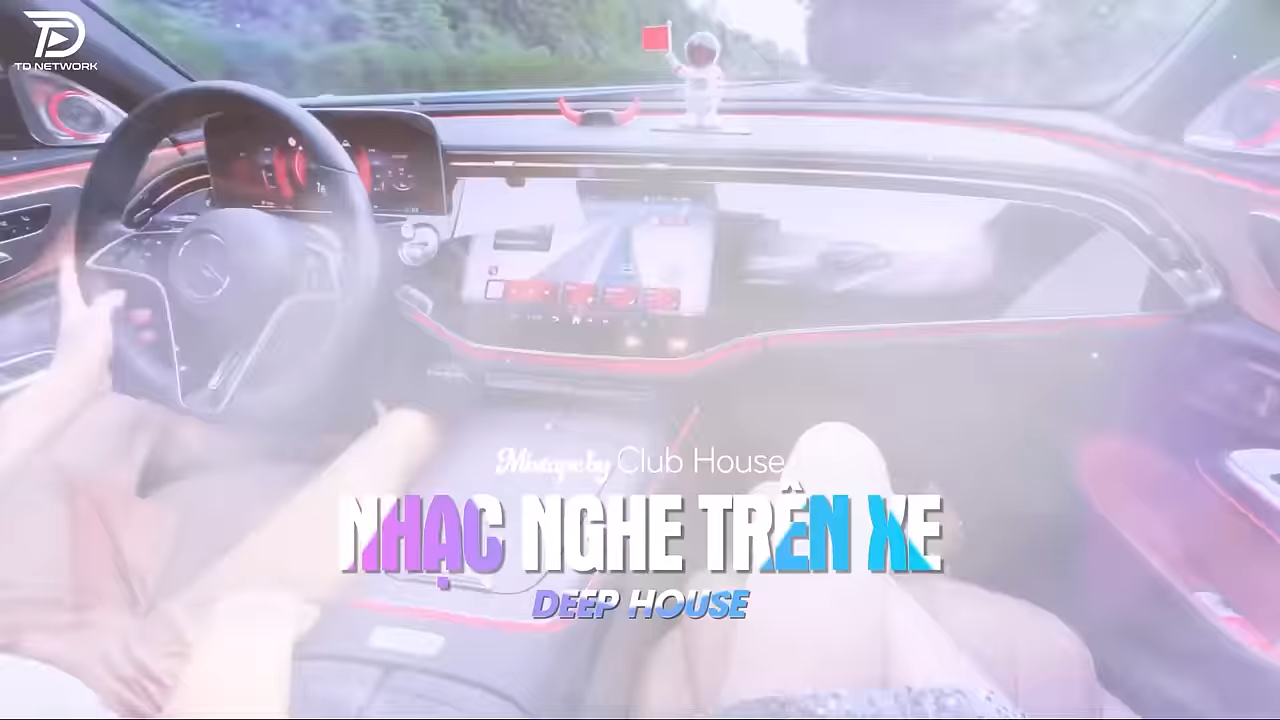 TD NETWORK
Mixtape by Club House
NHẠC NGHE TRÊN XE
DEEP HOUSE